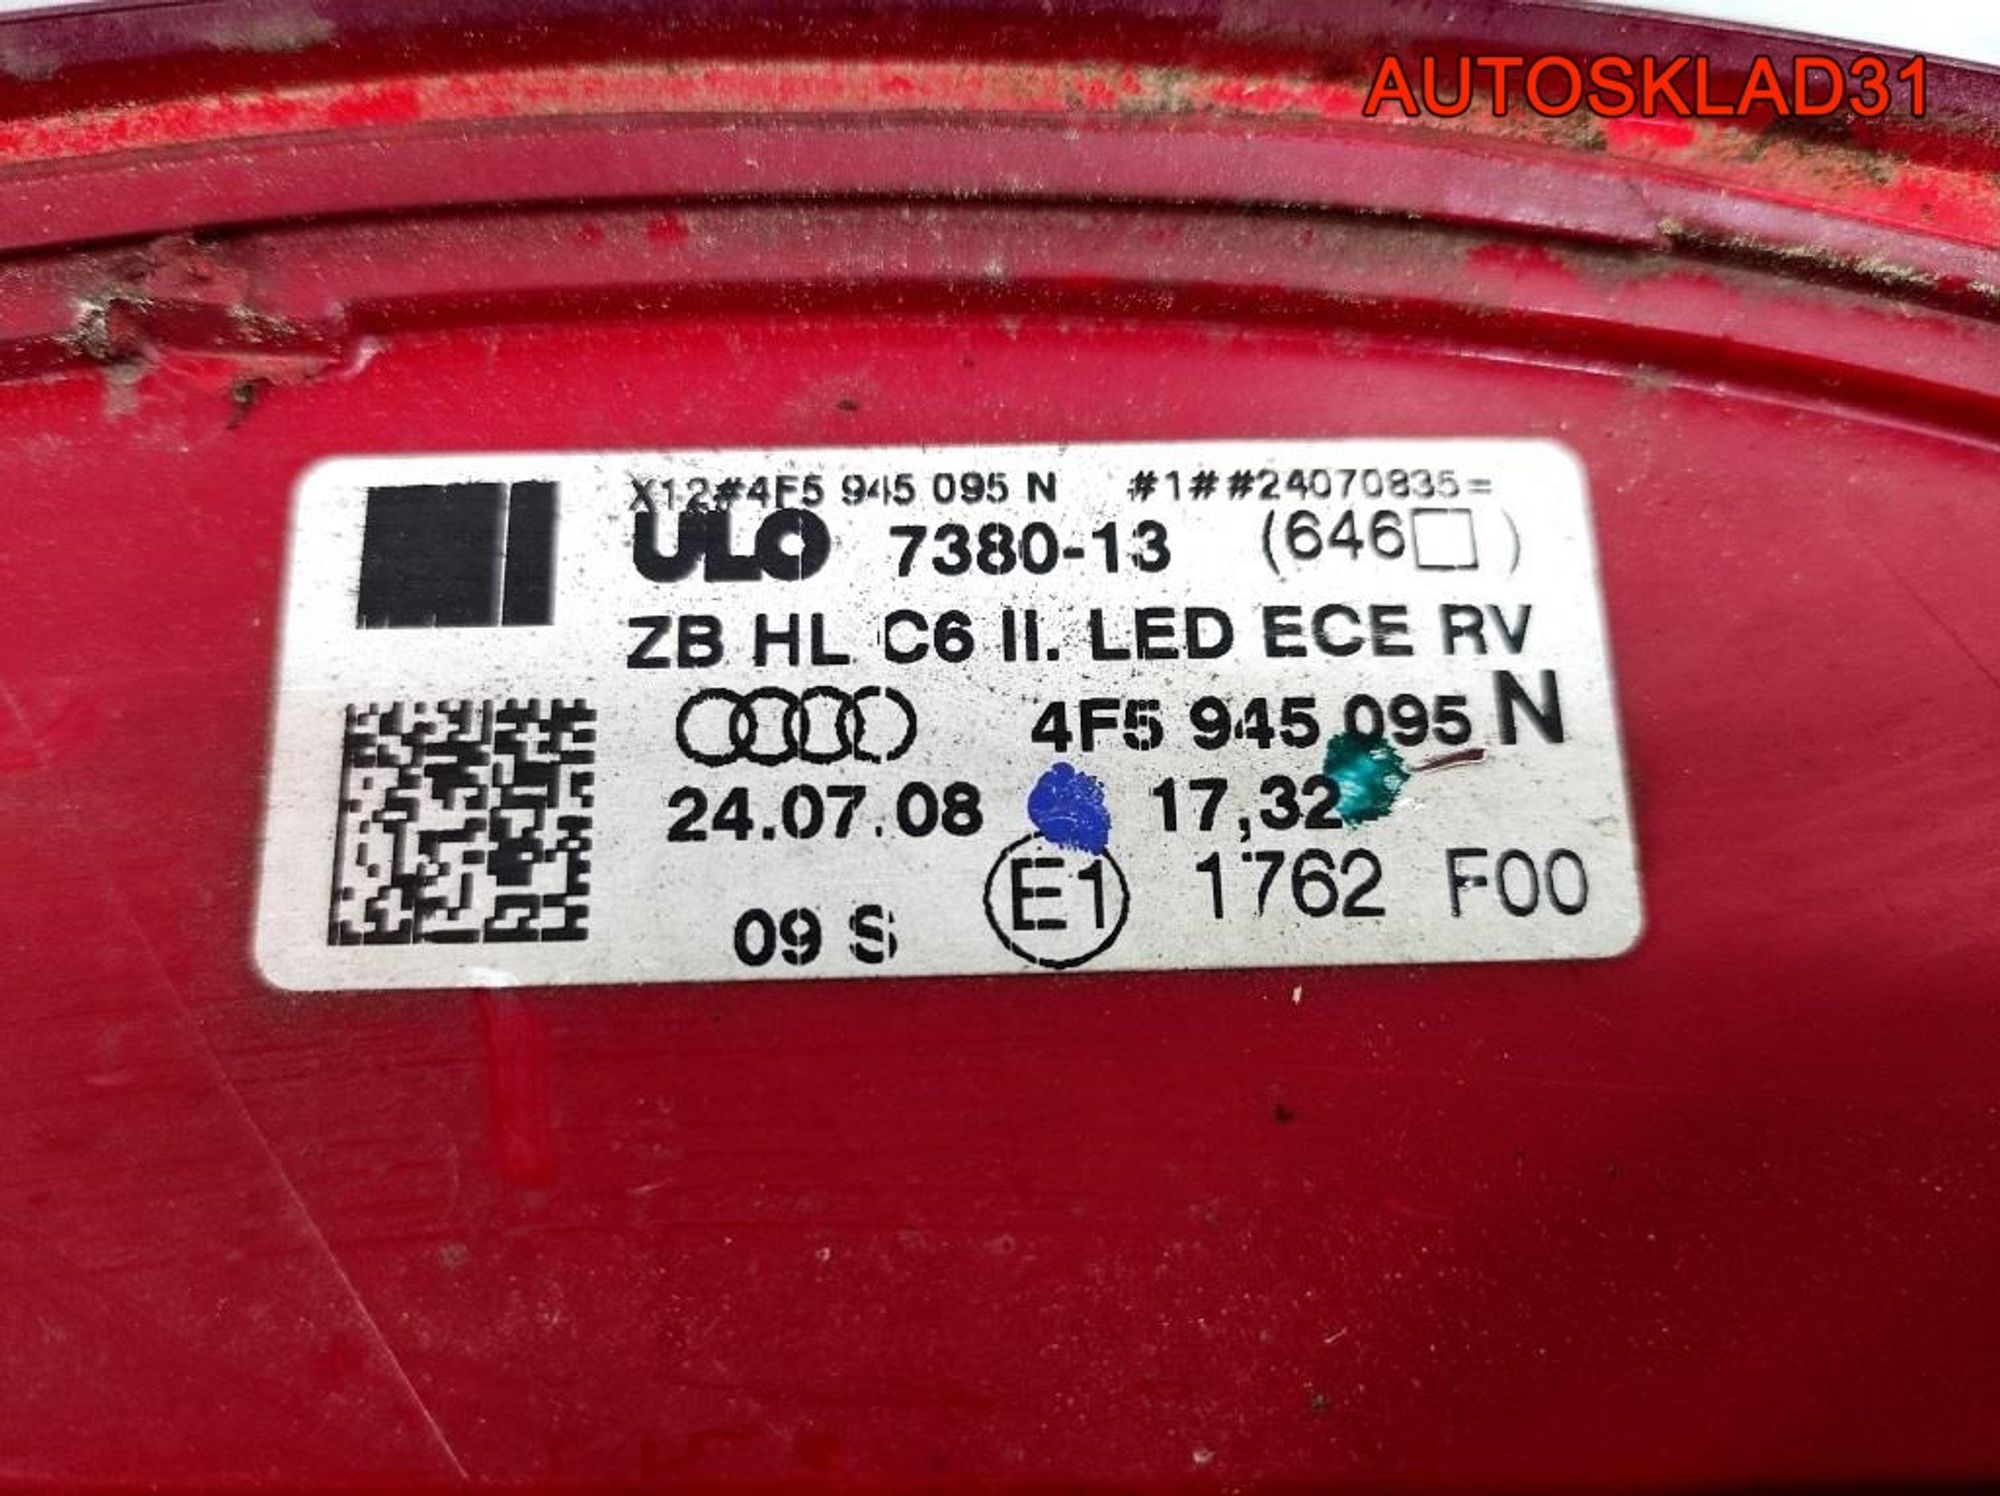 AUTOSKLAD31
X12#4F5 945 095 N #1##24070835=
ULO 7380-13 (646□ )
ZB HL C6 II. LED ECE RV
4F5 945 095 N
24.07.08 17,32
E1 1762 F00
09 S